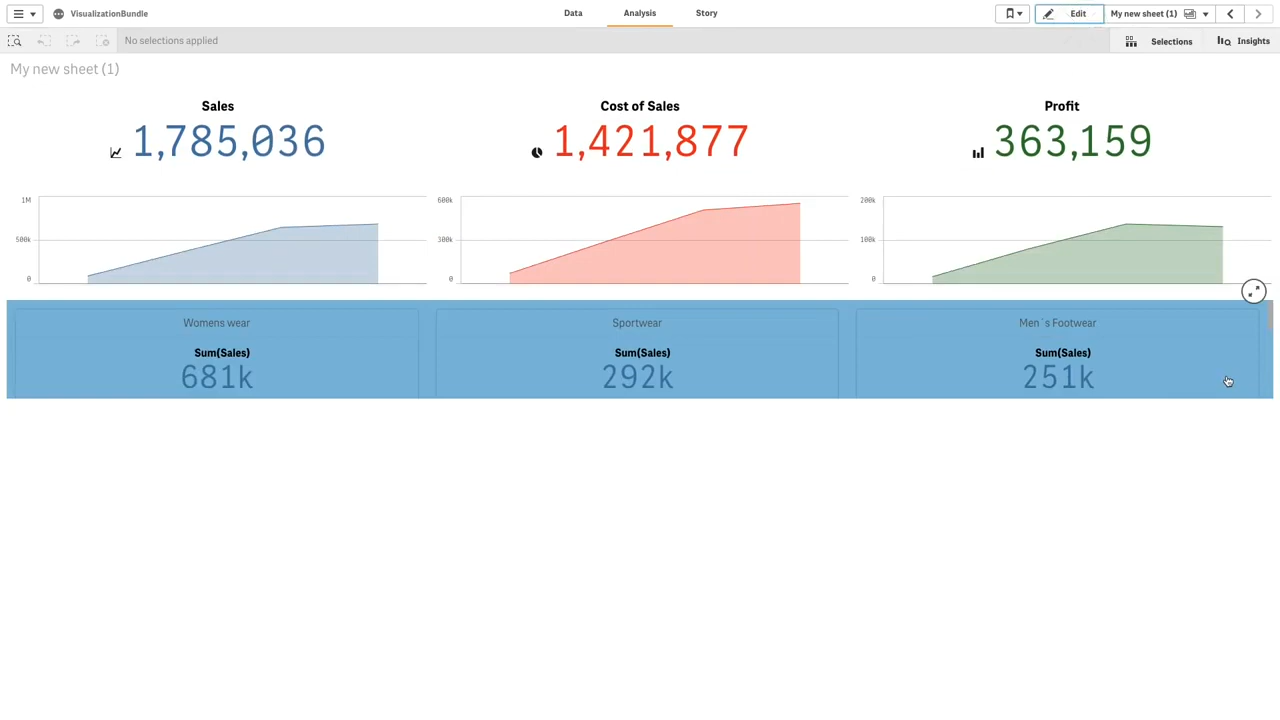 VisualizationBundle
Data
Analysis
Story
Edit
My new sheet (1)
No selections applied
Selections
Insights
My new sheet (1)
Sales
1,785,036
Cost of Sales
1,421,877
Profit
363,159
1M
500k
0
600k
300k
0
200k
100k
0
Womens wear
Sum(Sales)
681k
Sportwear
Sum(Sales)
292k
Men´s Footwear
Sum(Sales)
251k